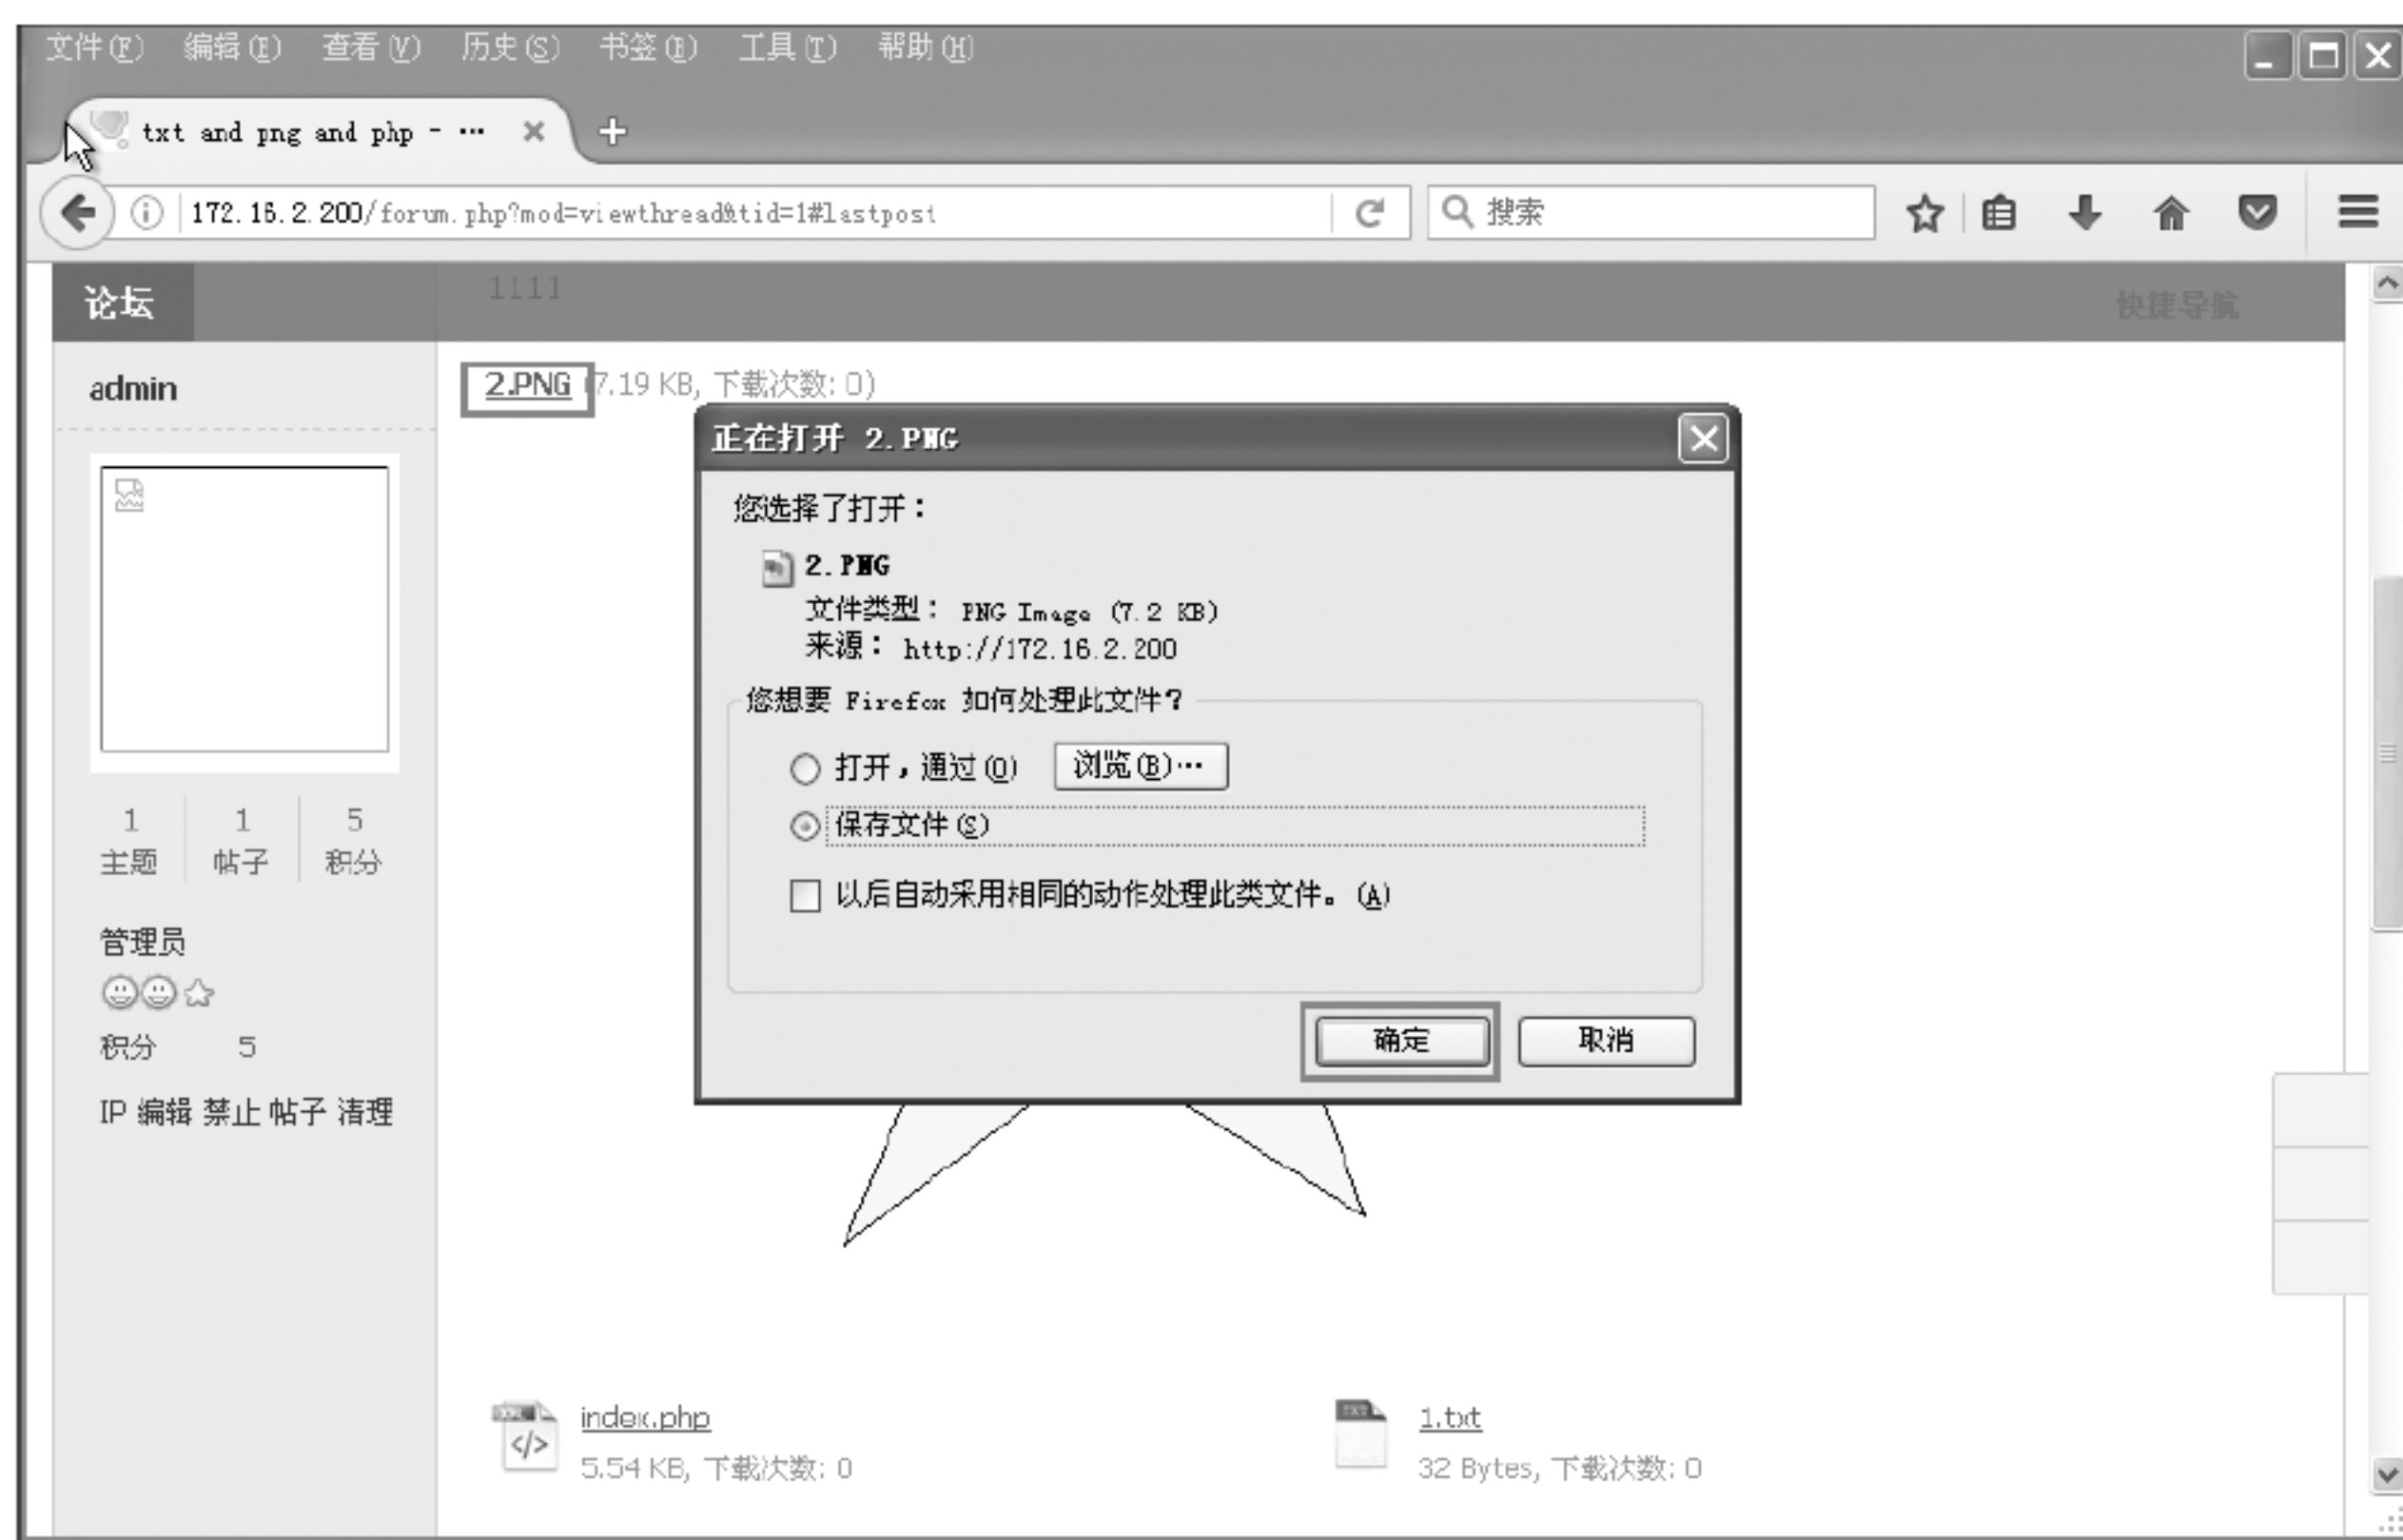 文件(F) 编辑(E) 查看(V) 历史(S) 书签(B) 工具(T) 帮助(H)
txt and png and php - ...
172.16.2.200/forum.php?mod=viewthread&tid=1#lastpost 搜索
论坛 1111 快捷导航
admin 2.PNG (7.19 KB, 下载次数: 0)
正在打开 2.PNG
您选择了打开：
2.PNG
文件类型： PNG Image (7.2 KB)
来源： http://172.16.2.200
您想要 Firefox 如何处理此文件？
打开，通过(O) 浏览(B)...
保存文件(S)
以后自动采用相同的动作处理此类文件。(A)
确定 取消
1 1 5
主题 帖子 积分
管理员
积分 5
IP 编辑 禁止 帖子 清理
index.php 1.txt
5.54 KB, 下载次数: 0 32 Bytes, 下载次数: 0